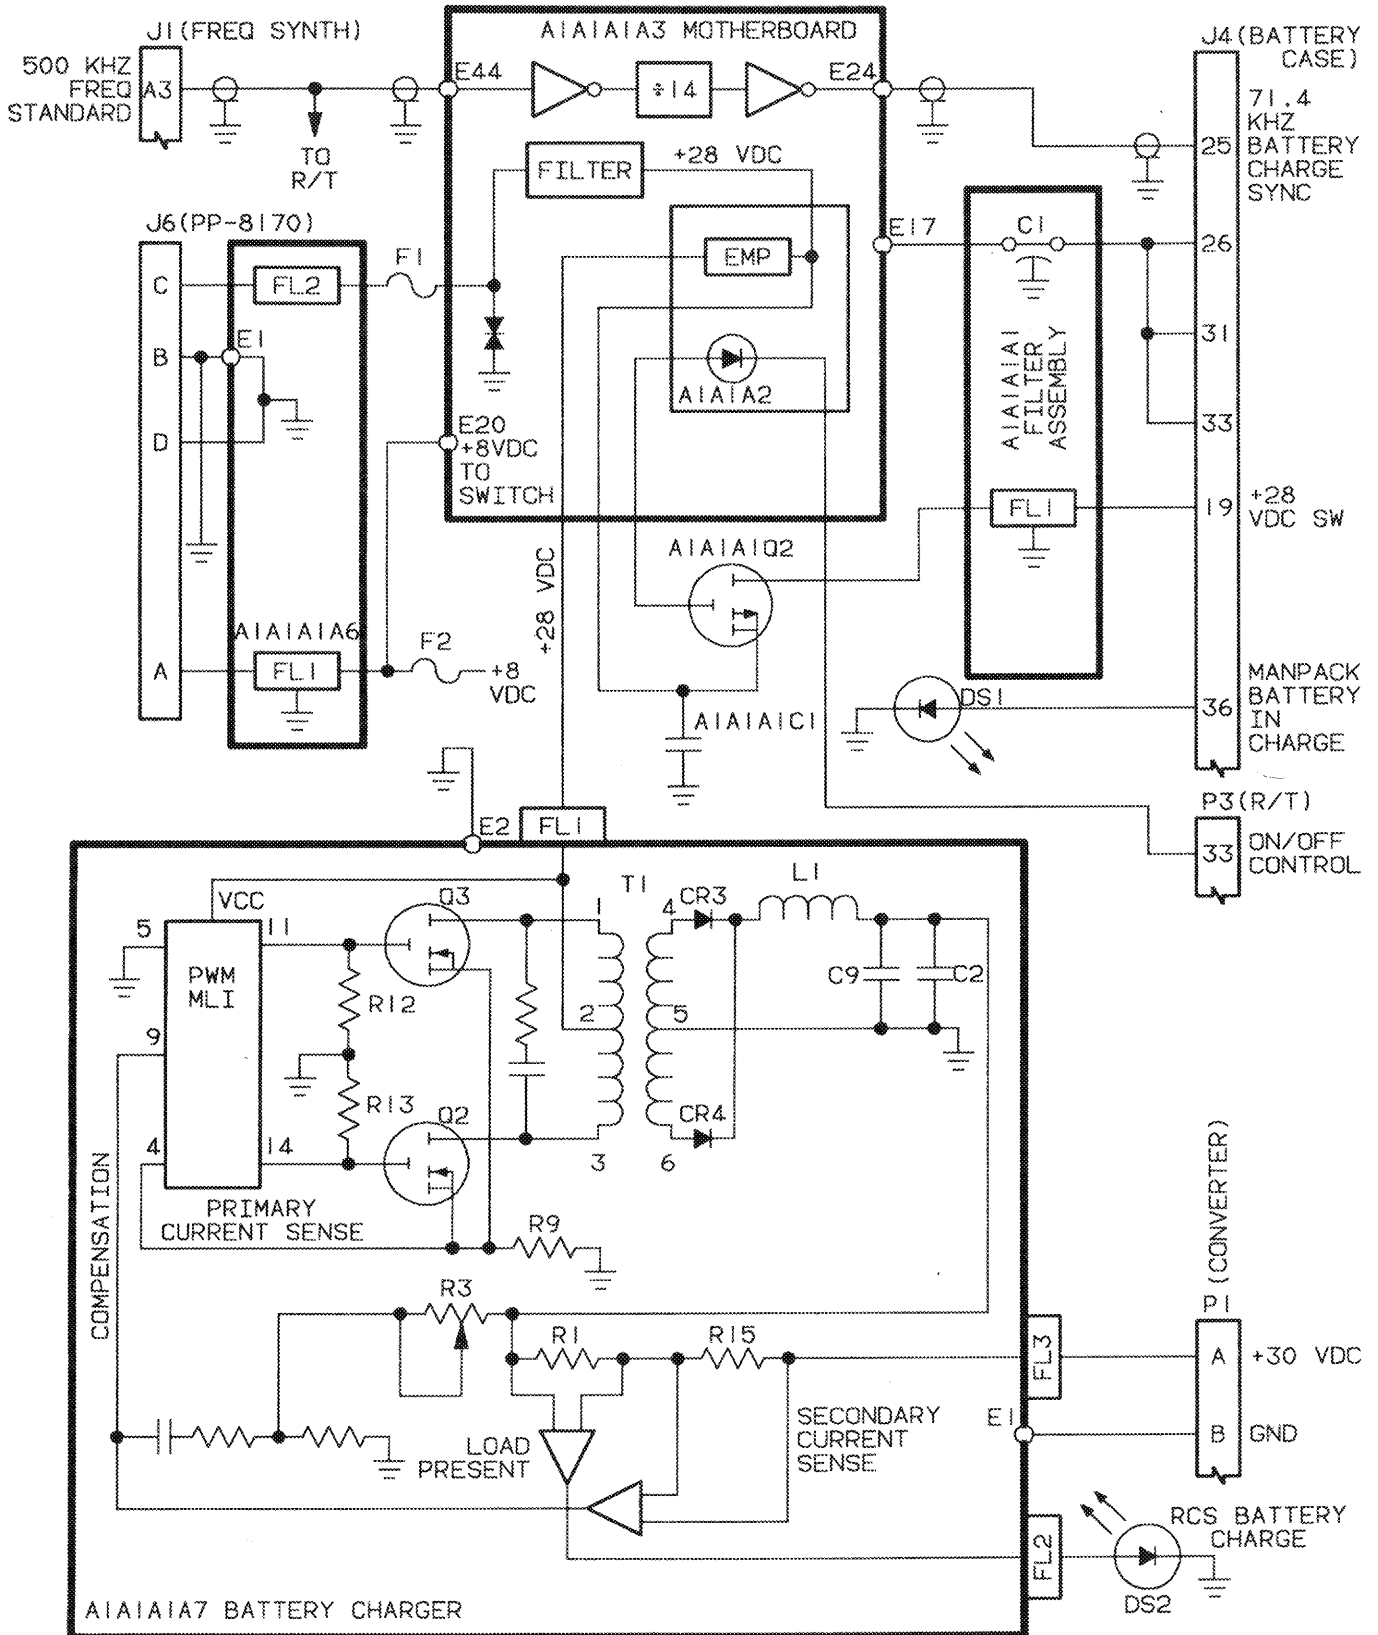 J1(FREQ SYNTH)
500 KHZ
FREQ
STANDARD
A3
TO
R/T
A1A1A1A3 MOTHERBOARD
E44
÷14
E24
FILTER
+28 VDC
EMP
A1A1A2
E17
E20
+8VDC
TO
SWITCH
J4(BATTERY
CASE)
25
71.4
KHZ
BATTERY
CHARGE
SYNC
26
31
33
19
+28
VDC SW
36
MANPACK
BATTERY
IN
CHARGE
C1
A1A1A1A1
FILTER
ASSEMBLY
FL1
J6(PP-8170)
C
B
D
A
FL2
F1
E1
A1A1A1A6
FL1
F2
+8
VDC
+28 VDC
A1A1A1Q2
A1A1A1C1
DS1
P3(R/T)
33
ON/OFF
CONTROL
E2
FL1
VCC
5
PWM
ML1
11
9
4
14
Q3
R12
R13
Q2
T1
1
2
3
4
5
6
CR3
CR4
L1
C9
C2
PRIMARY
CURRENT SENSE
R9
COMPENSATION
R3
R1
R15
LOAD
PRESENT
SECONDARY
CURRENT
SENSE
FL3
E1
FL2
P1 (CONVERTER)
A
+30 VDC
B
GND
RCS BATTERY
CHARGE
DS2
A1A1A1A7 BATTERY CHARGER